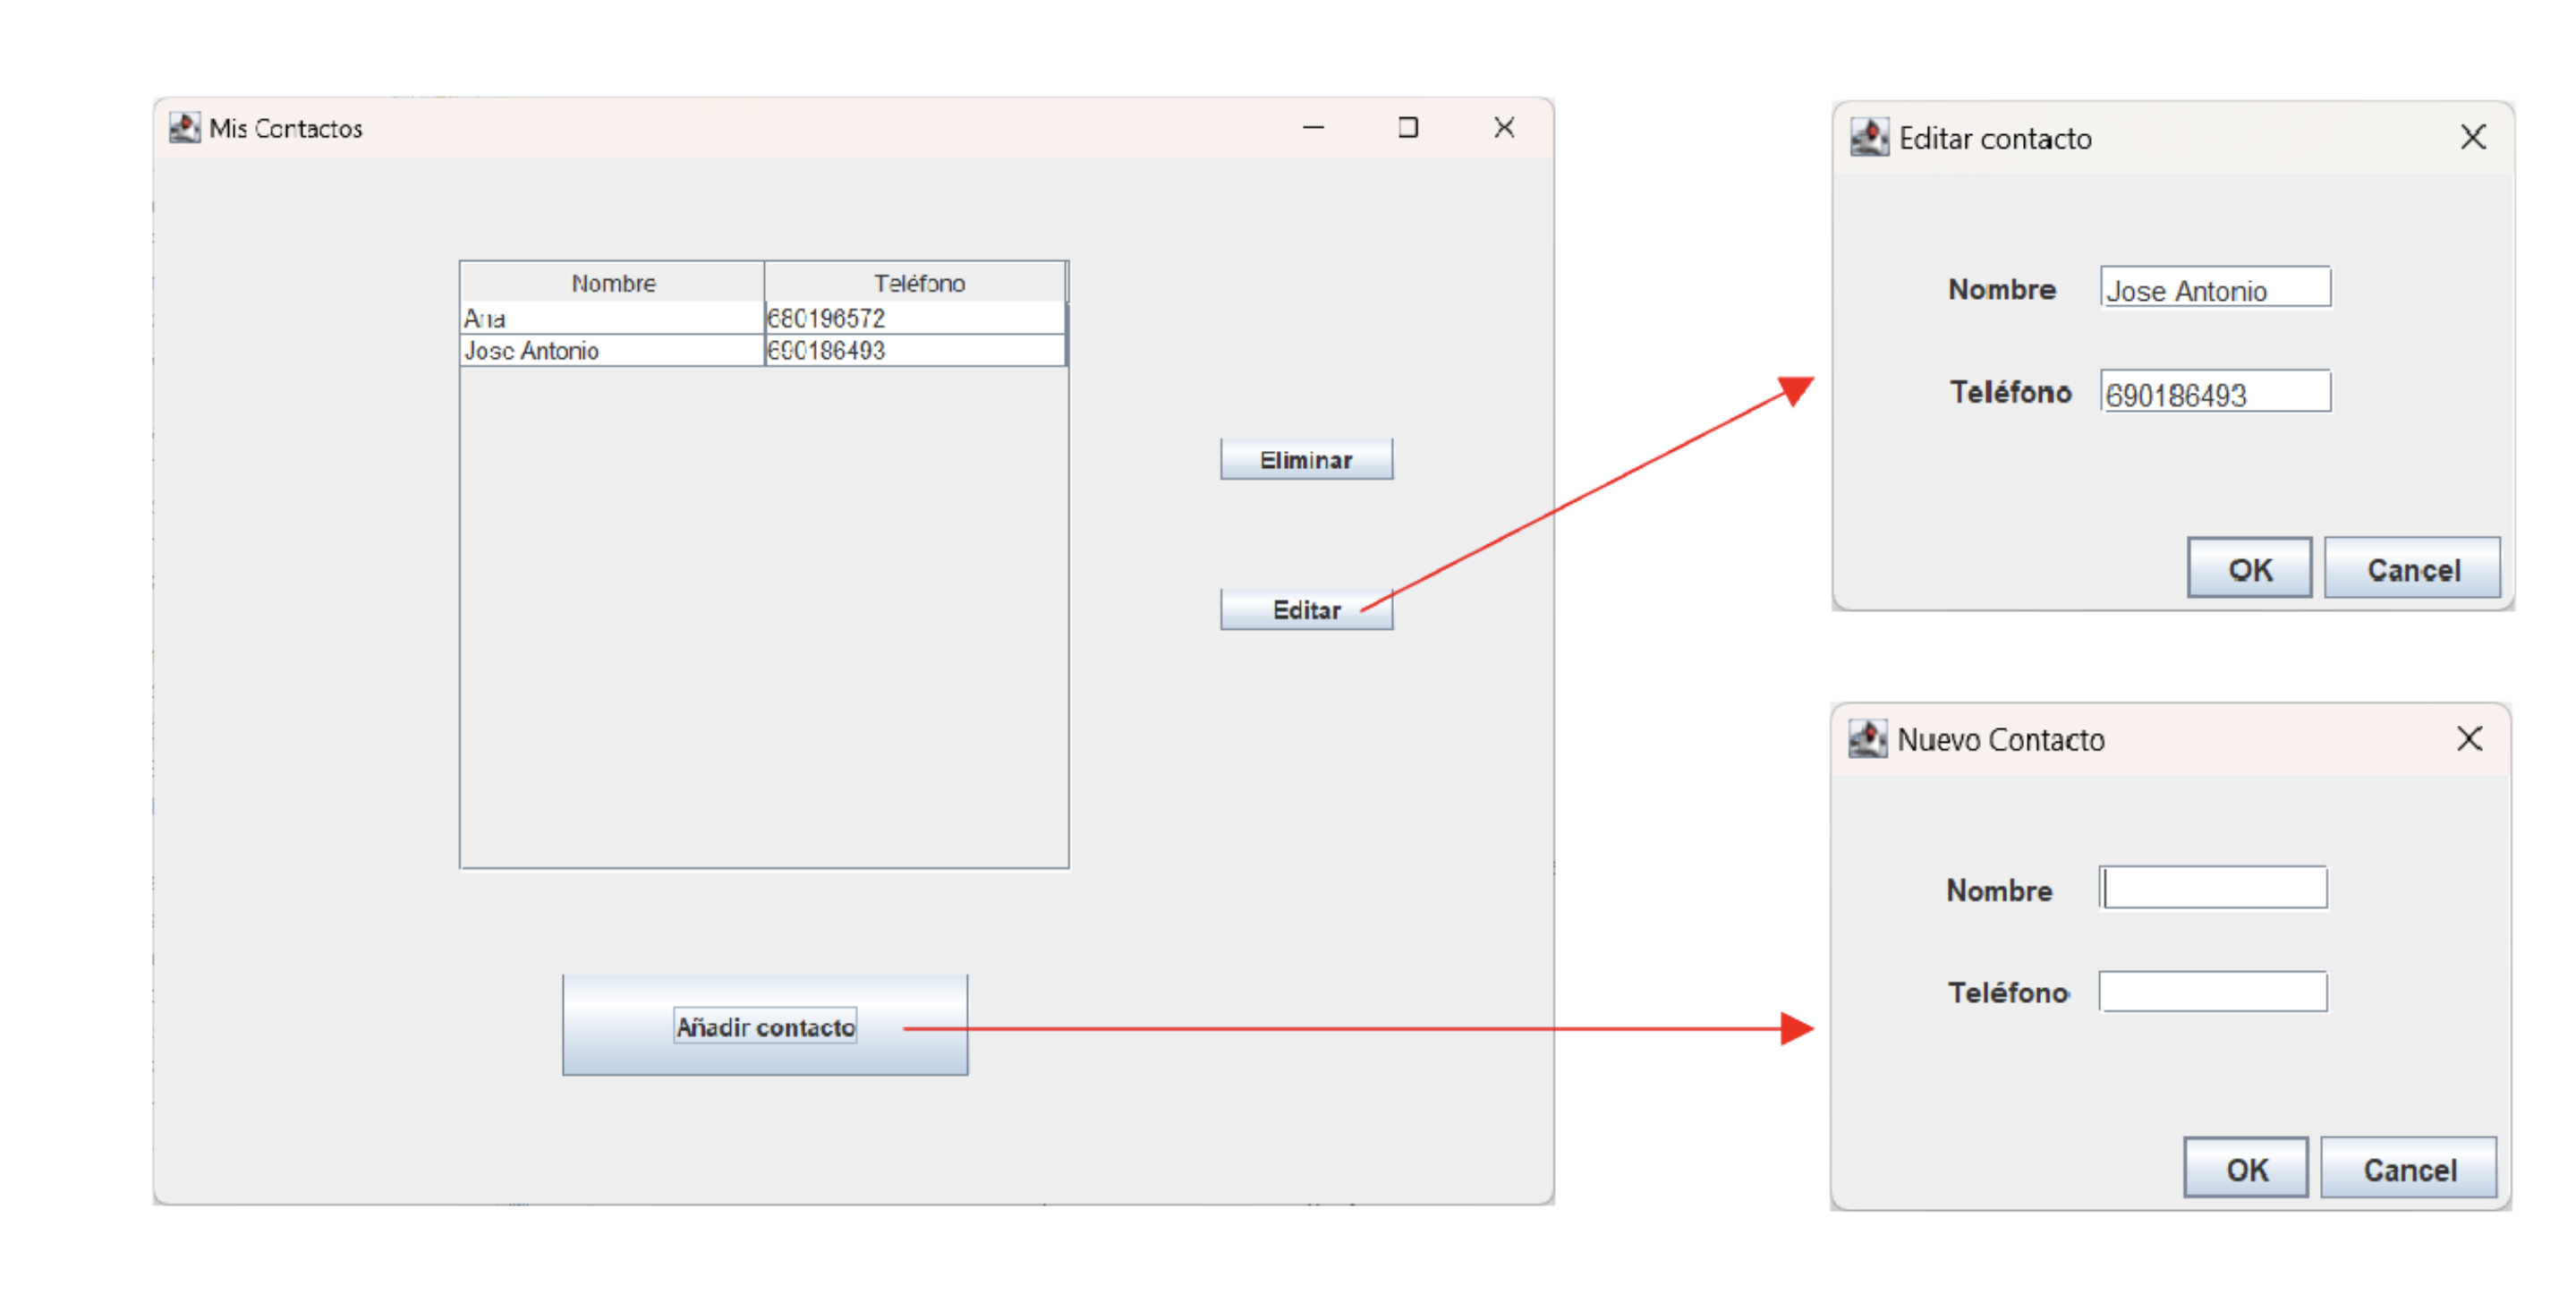 Mis Contactos
Nombre Teléfono
Ana 680196572
Jose Antonio 690186493
Eliminar
Editar
Añadir contacto
Editar contacto
Nombre Jose Antonio
Teléfono 690186493
OK Cancel
Nuevo Contacto
Nombre
Teléfono
OK Cancel